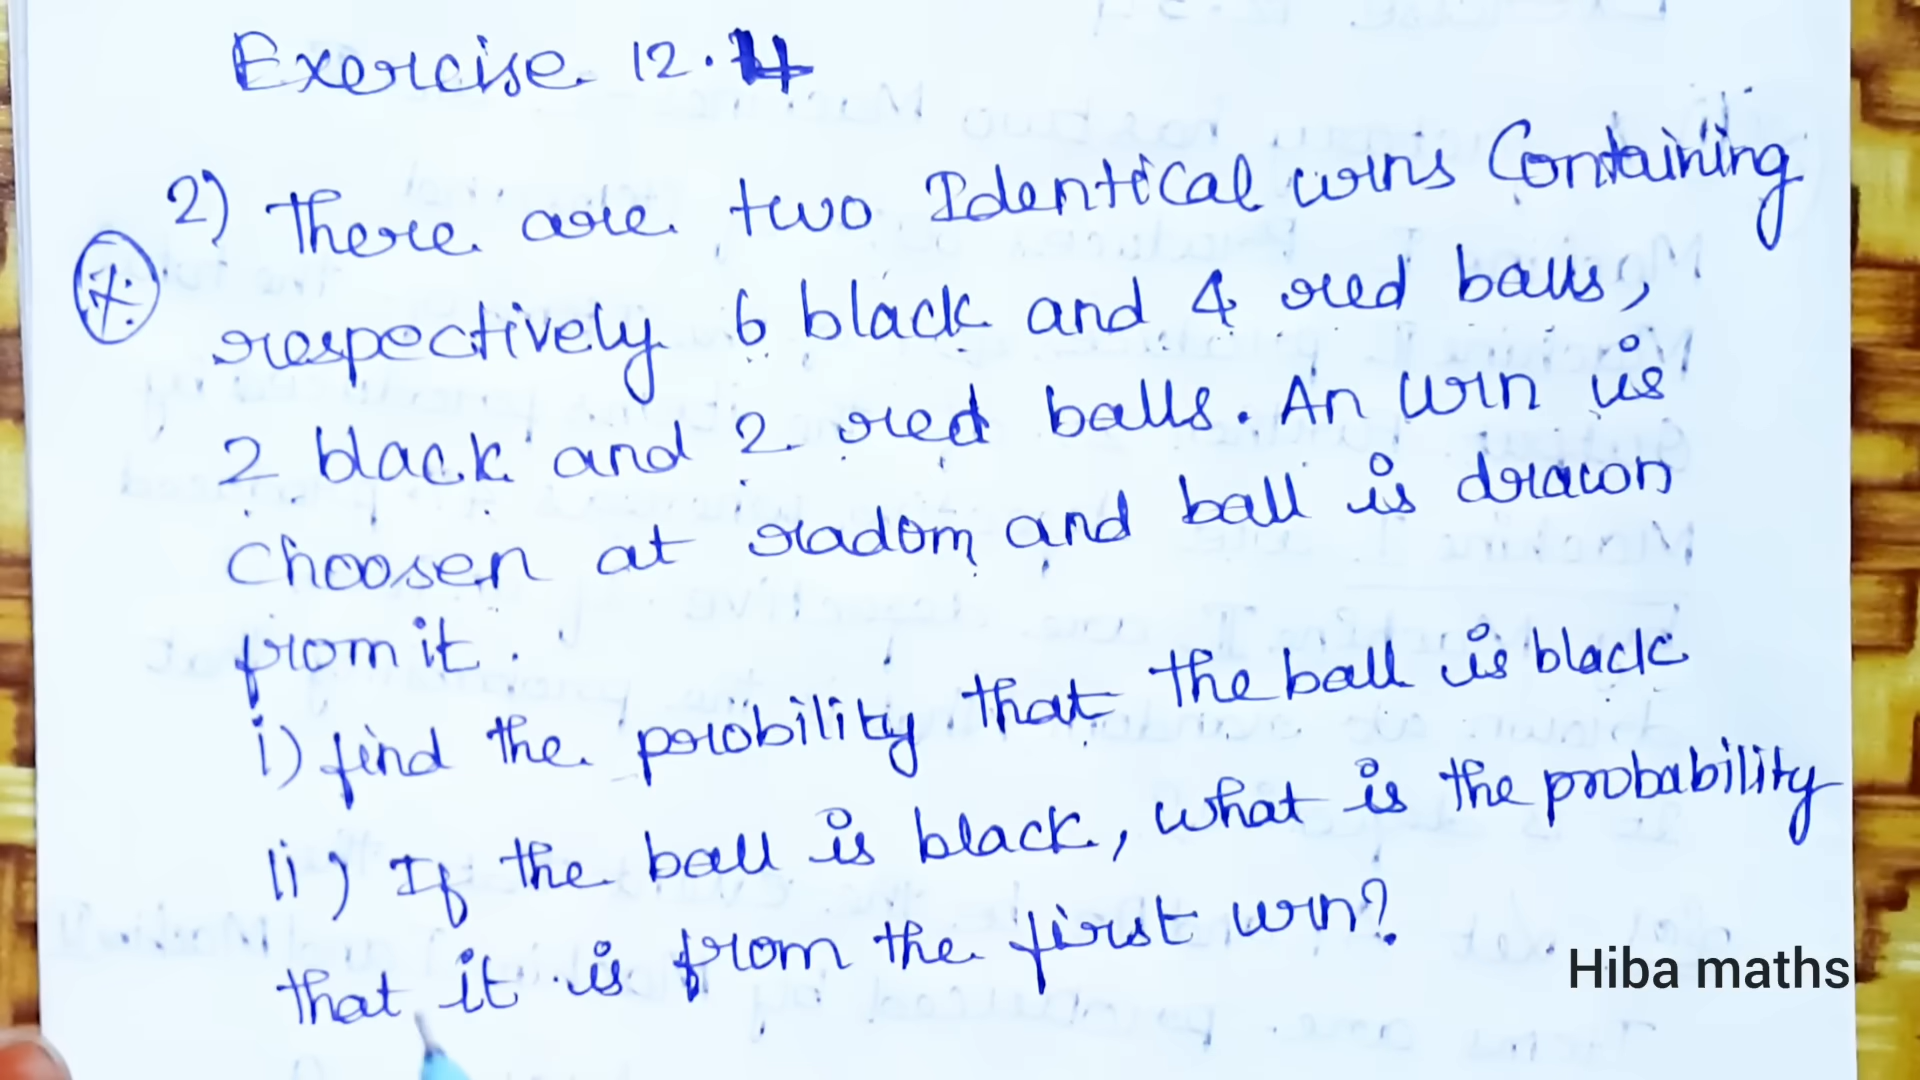 Exercise 12.4
2) There are two Identical urns Containing
respectively 6 black and 4 red balls,
2 black and 2 red balls. An urn is
choosen at radom and ball is drawn
from it.
i) find the probility that the ball is black
ii) If the ball is black, what is the probability
that it is from the first urn?
Hiba maths